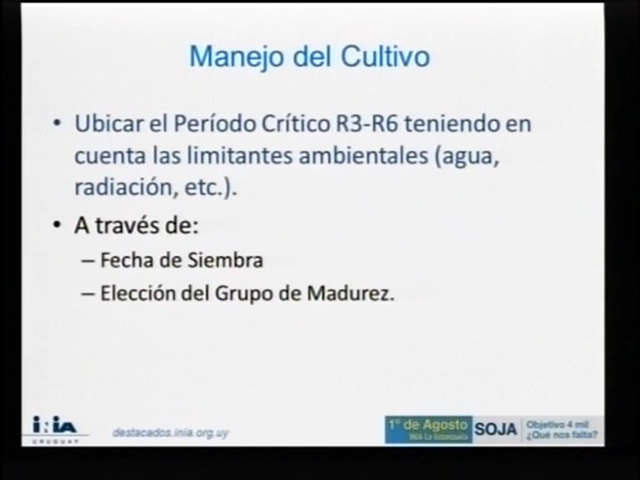 Manejo del Cultivo
• Ubicar el Período Crítico R3-R6 teniendo en
cuenta las limitantes ambientales (agua,
radiación, etc.).
• A través de:
– Fecha de Siembra
– Elección del Grupo de Madurez.
inia
URUGUAY
destacados.inia.org.uy
1° de Agosto
INIA La Estanzuela
SOJA
Objetivo 4 mil
¿Qué nos falta?